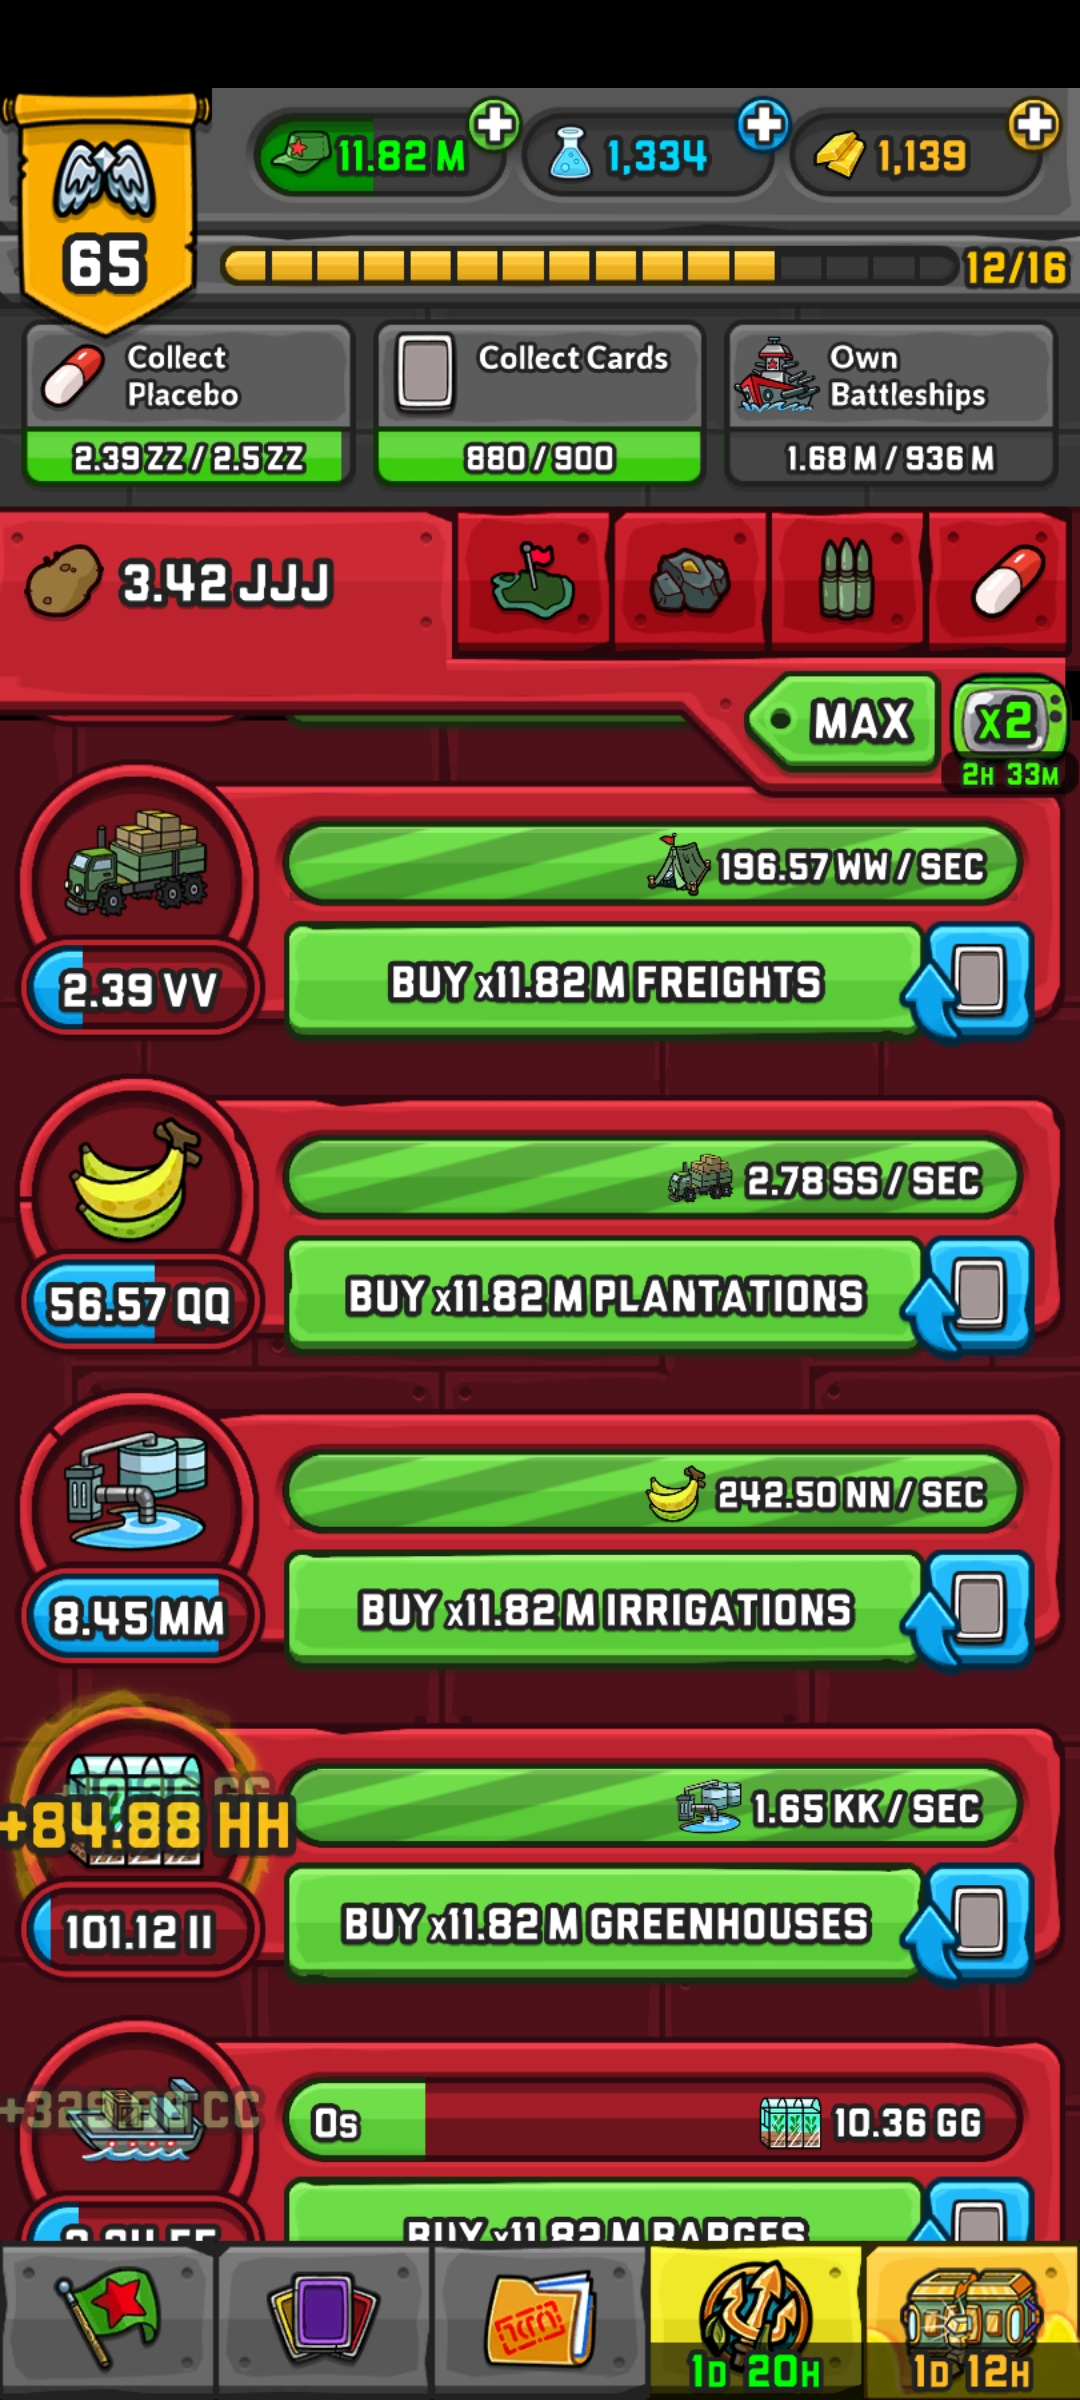 65
11.82 M
1,334
1,139
12/16
Collect
Placebo
2.39 ZZ / 2.5 ZZ
Collect Cards
880 / 900
Own
Battleships
1.68 M / 936 M
3.42 JJJ
MAX
x2
2H 33M
196.57 WW / SEC
2.39 VV
BUY x11.82 M FREIGHTS
2.78 SS / SEC
56.57 QQ
BUY x11.82 M PLANTATIONS
242.50 NN / SEC
8.45 MM
BUY x11.82 M IRRIGATIONS
+84.88 HH
1.65 KK / SEC
101.12 II
BUY x11.82 M GREENHOUSES
0s
10.36 GG
BUY x11.82 M BARGES
1D 20H
1D 12H